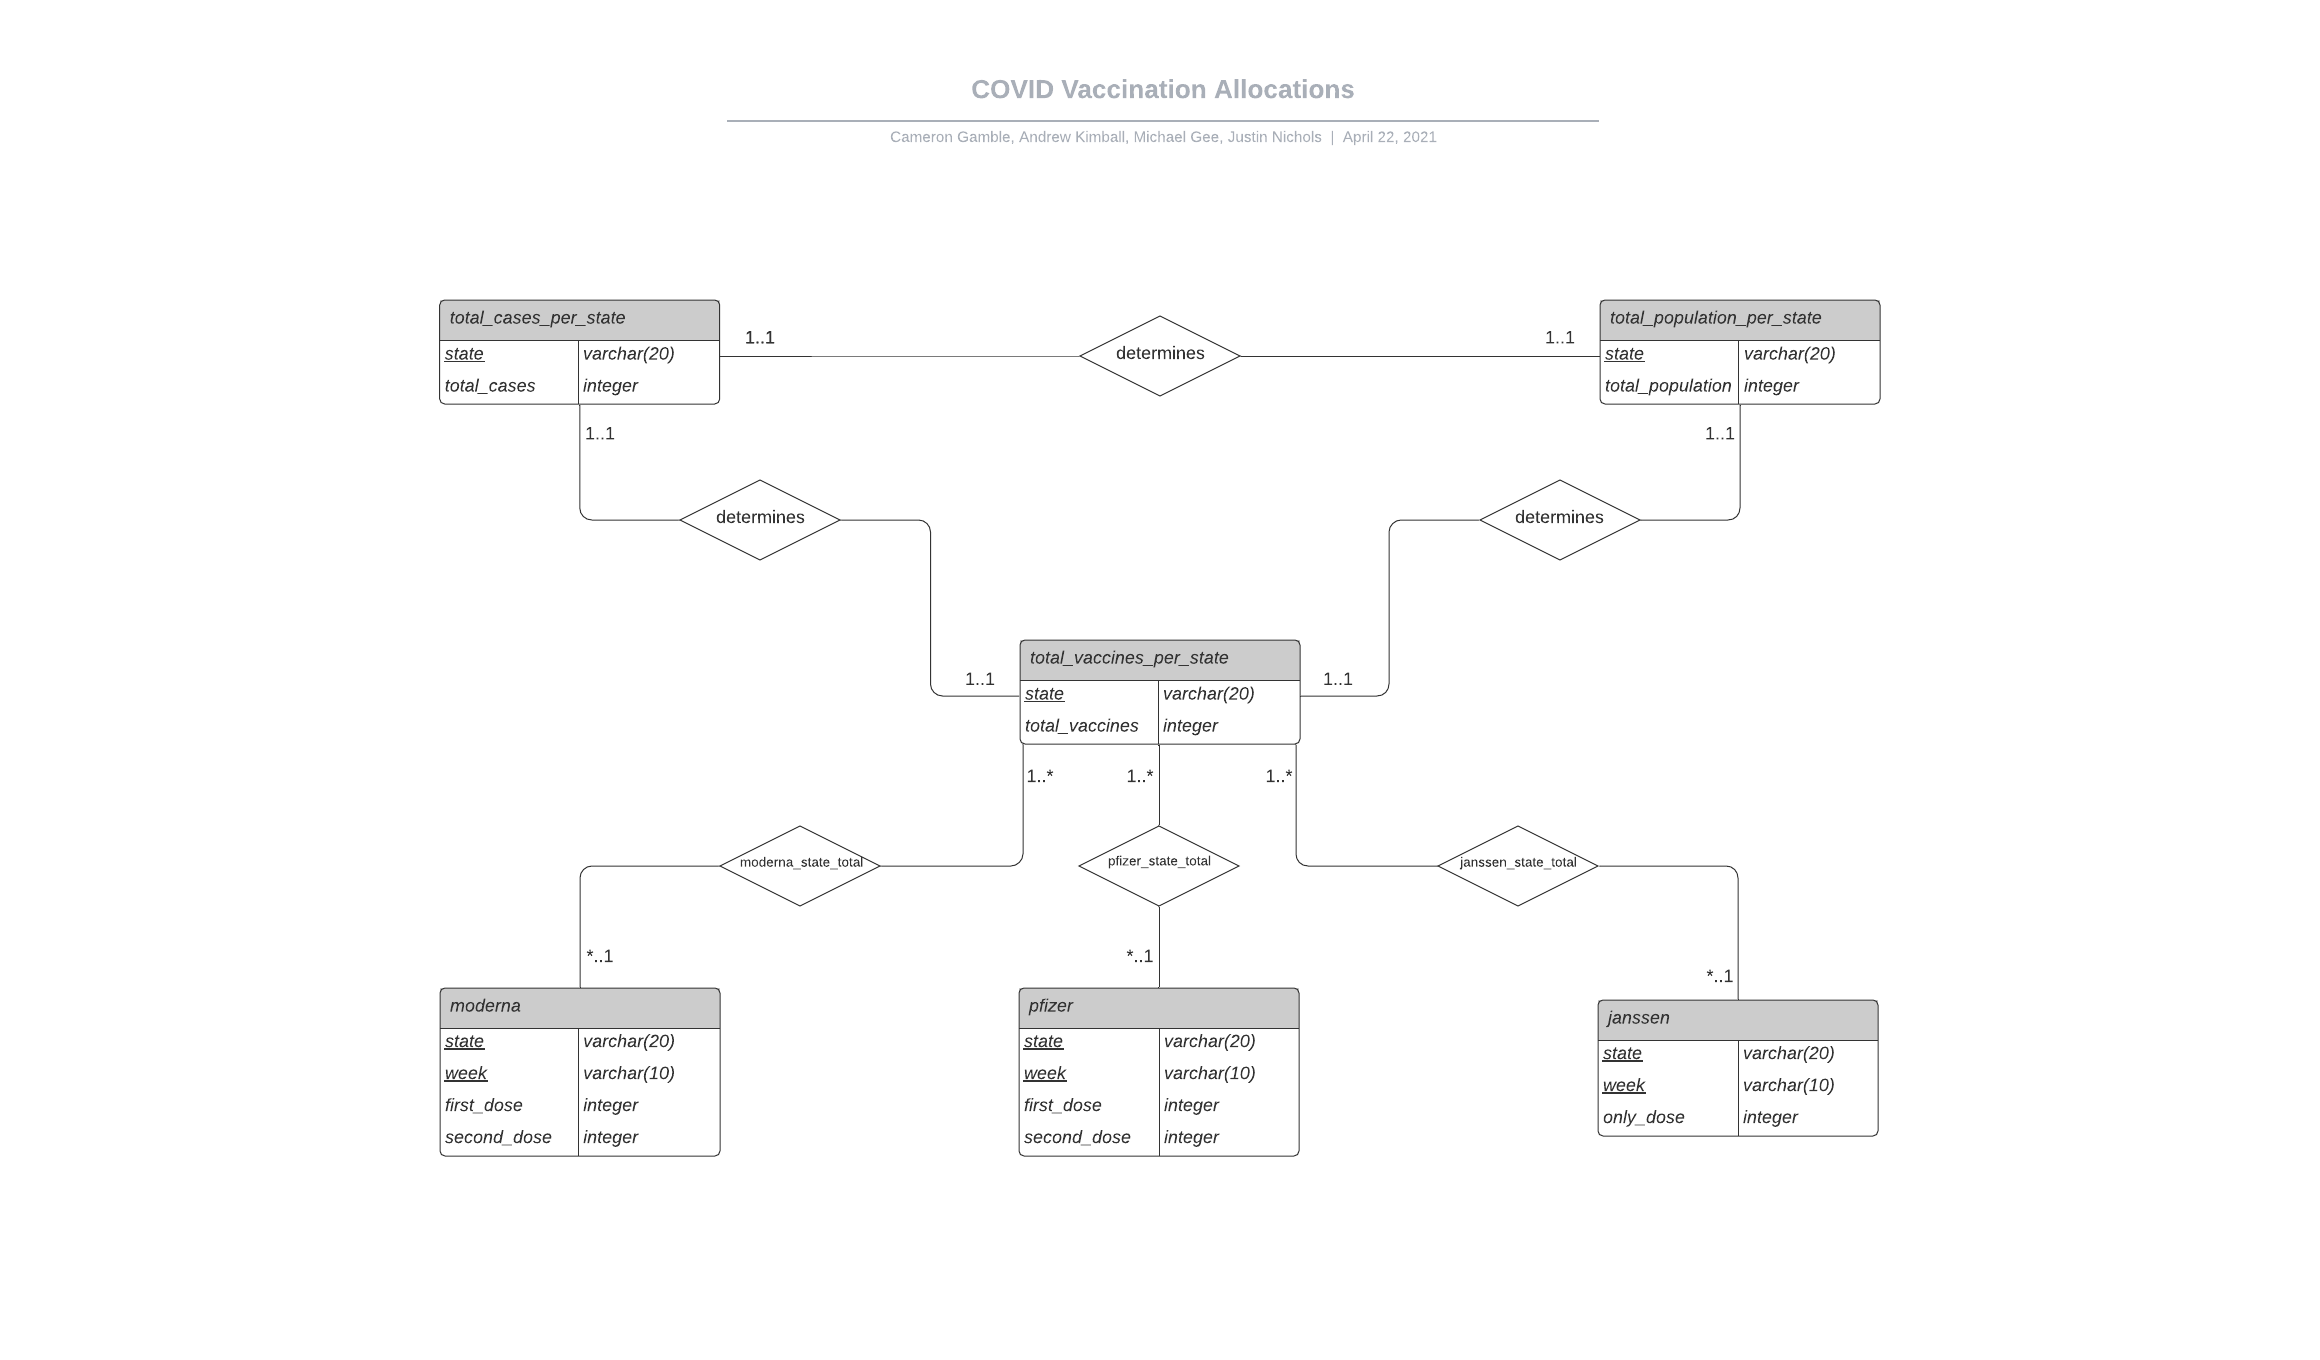 COVID Vaccination Allocations
Cameron Gamble, Andrew Kimball, Michael Gee, Justin Nichols | April 22, 2021
total_cases_per_state
state varchar(20)
total_cases integer
1..1
determines
1..1
total_population_per_state
state varchar(20)
total_population integer
1..1
1..1
determines
determines
total_vaccines_per_state
state varchar(20)
total_vaccines integer
1..1
1..1
1..*
1..*
1..*
moderna_state_total
pfizer_state_total
janssen_state_total
*..1
*..1
*..1
moderna
state varchar(20)
week varchar(10)
first_dose integer
second_dose integer
pfizer
state varchar(20)
week varchar(10)
first_dose integer
second_dose integer
janssen
state varchar(20)
week varchar(10)
only_dose integer